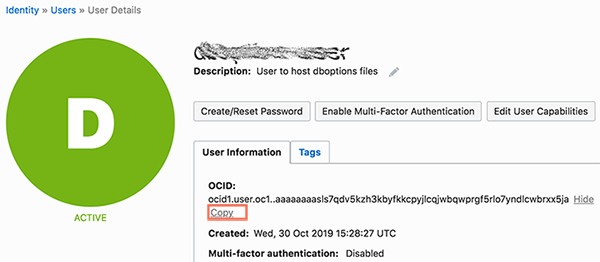 Identity » Users » User Details
D
ACTIVE
Description: User to host dboptions files
Create/Reset Password Enable Multi-Factor Authentication Edit User Capabilities
User Information Tags
OCID:
ocid1.user.oc1..aaaaaaaasls7qdv5kzh3kbyfkkcpyjlcqjwbqwprgf5rlo7yndlcwbrxx5ja Hide
Copy
Created: Wed, 30 Oct 2019 15:28:27 UTC
Multi-factor authentication: Disabled